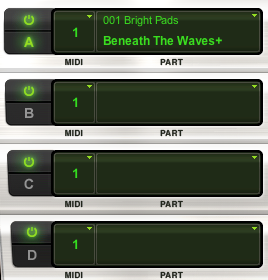 001 Bright Pads
A 1 Beneath The Waves+
MIDI PART
B 1
MIDI PART
C 1
MIDI PART
D 1
MIDI PART